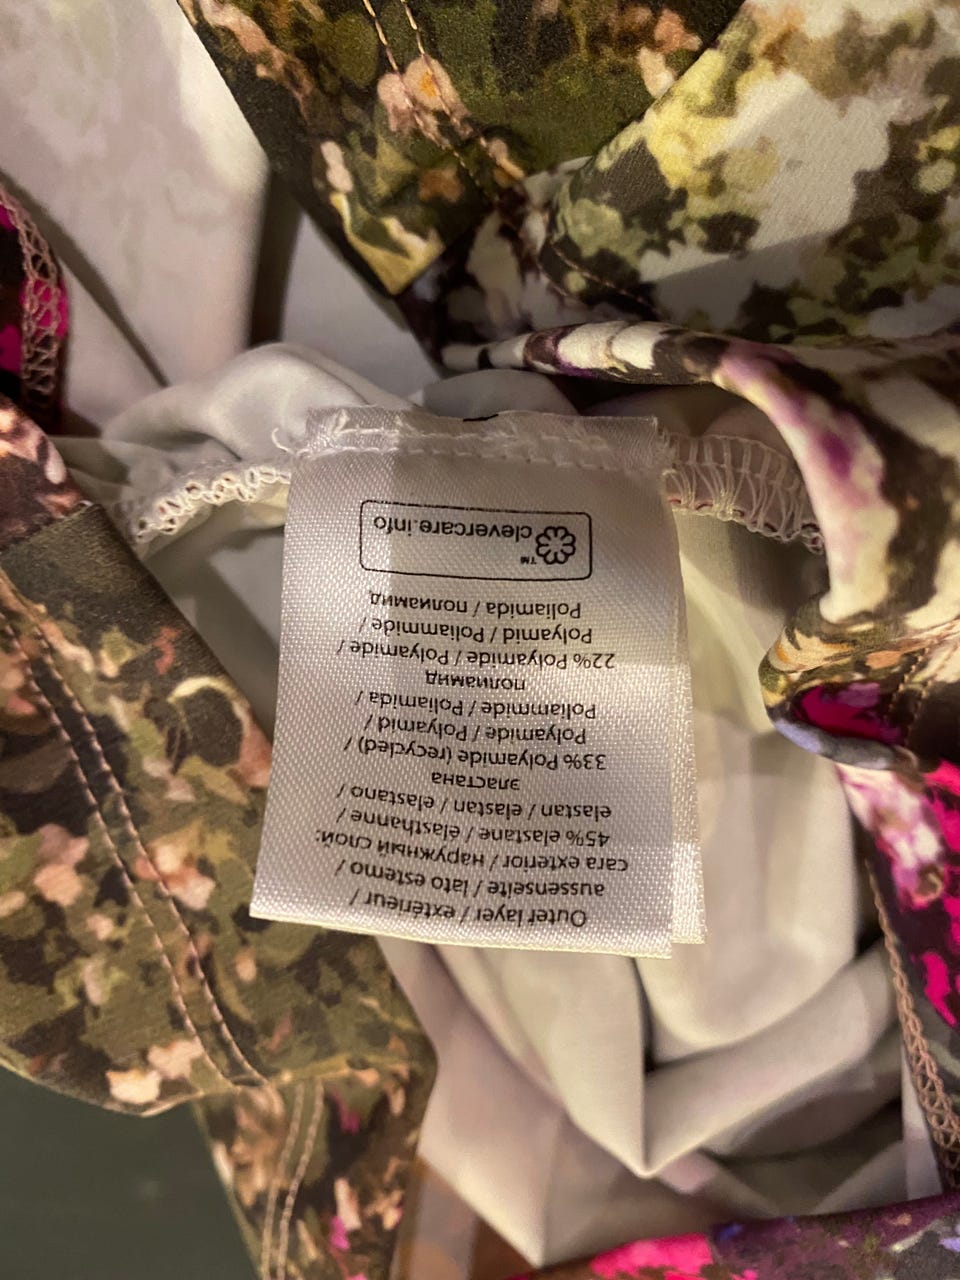 Outer layer / extérieur /
aussenseite / lato esterno /
cara exterior / наружный слой:
45% elastane / élasthanne /
elastan / elastan / elastano /
эластана
33% Polyamide (recycled) /
Polyamide / Polyamid /
Poliammide / Poliamida /
полиамид
22% Polyamide / Polyamide /
Polyamid / Poliammide /
Poliamida / полиамид
clevercare.info™